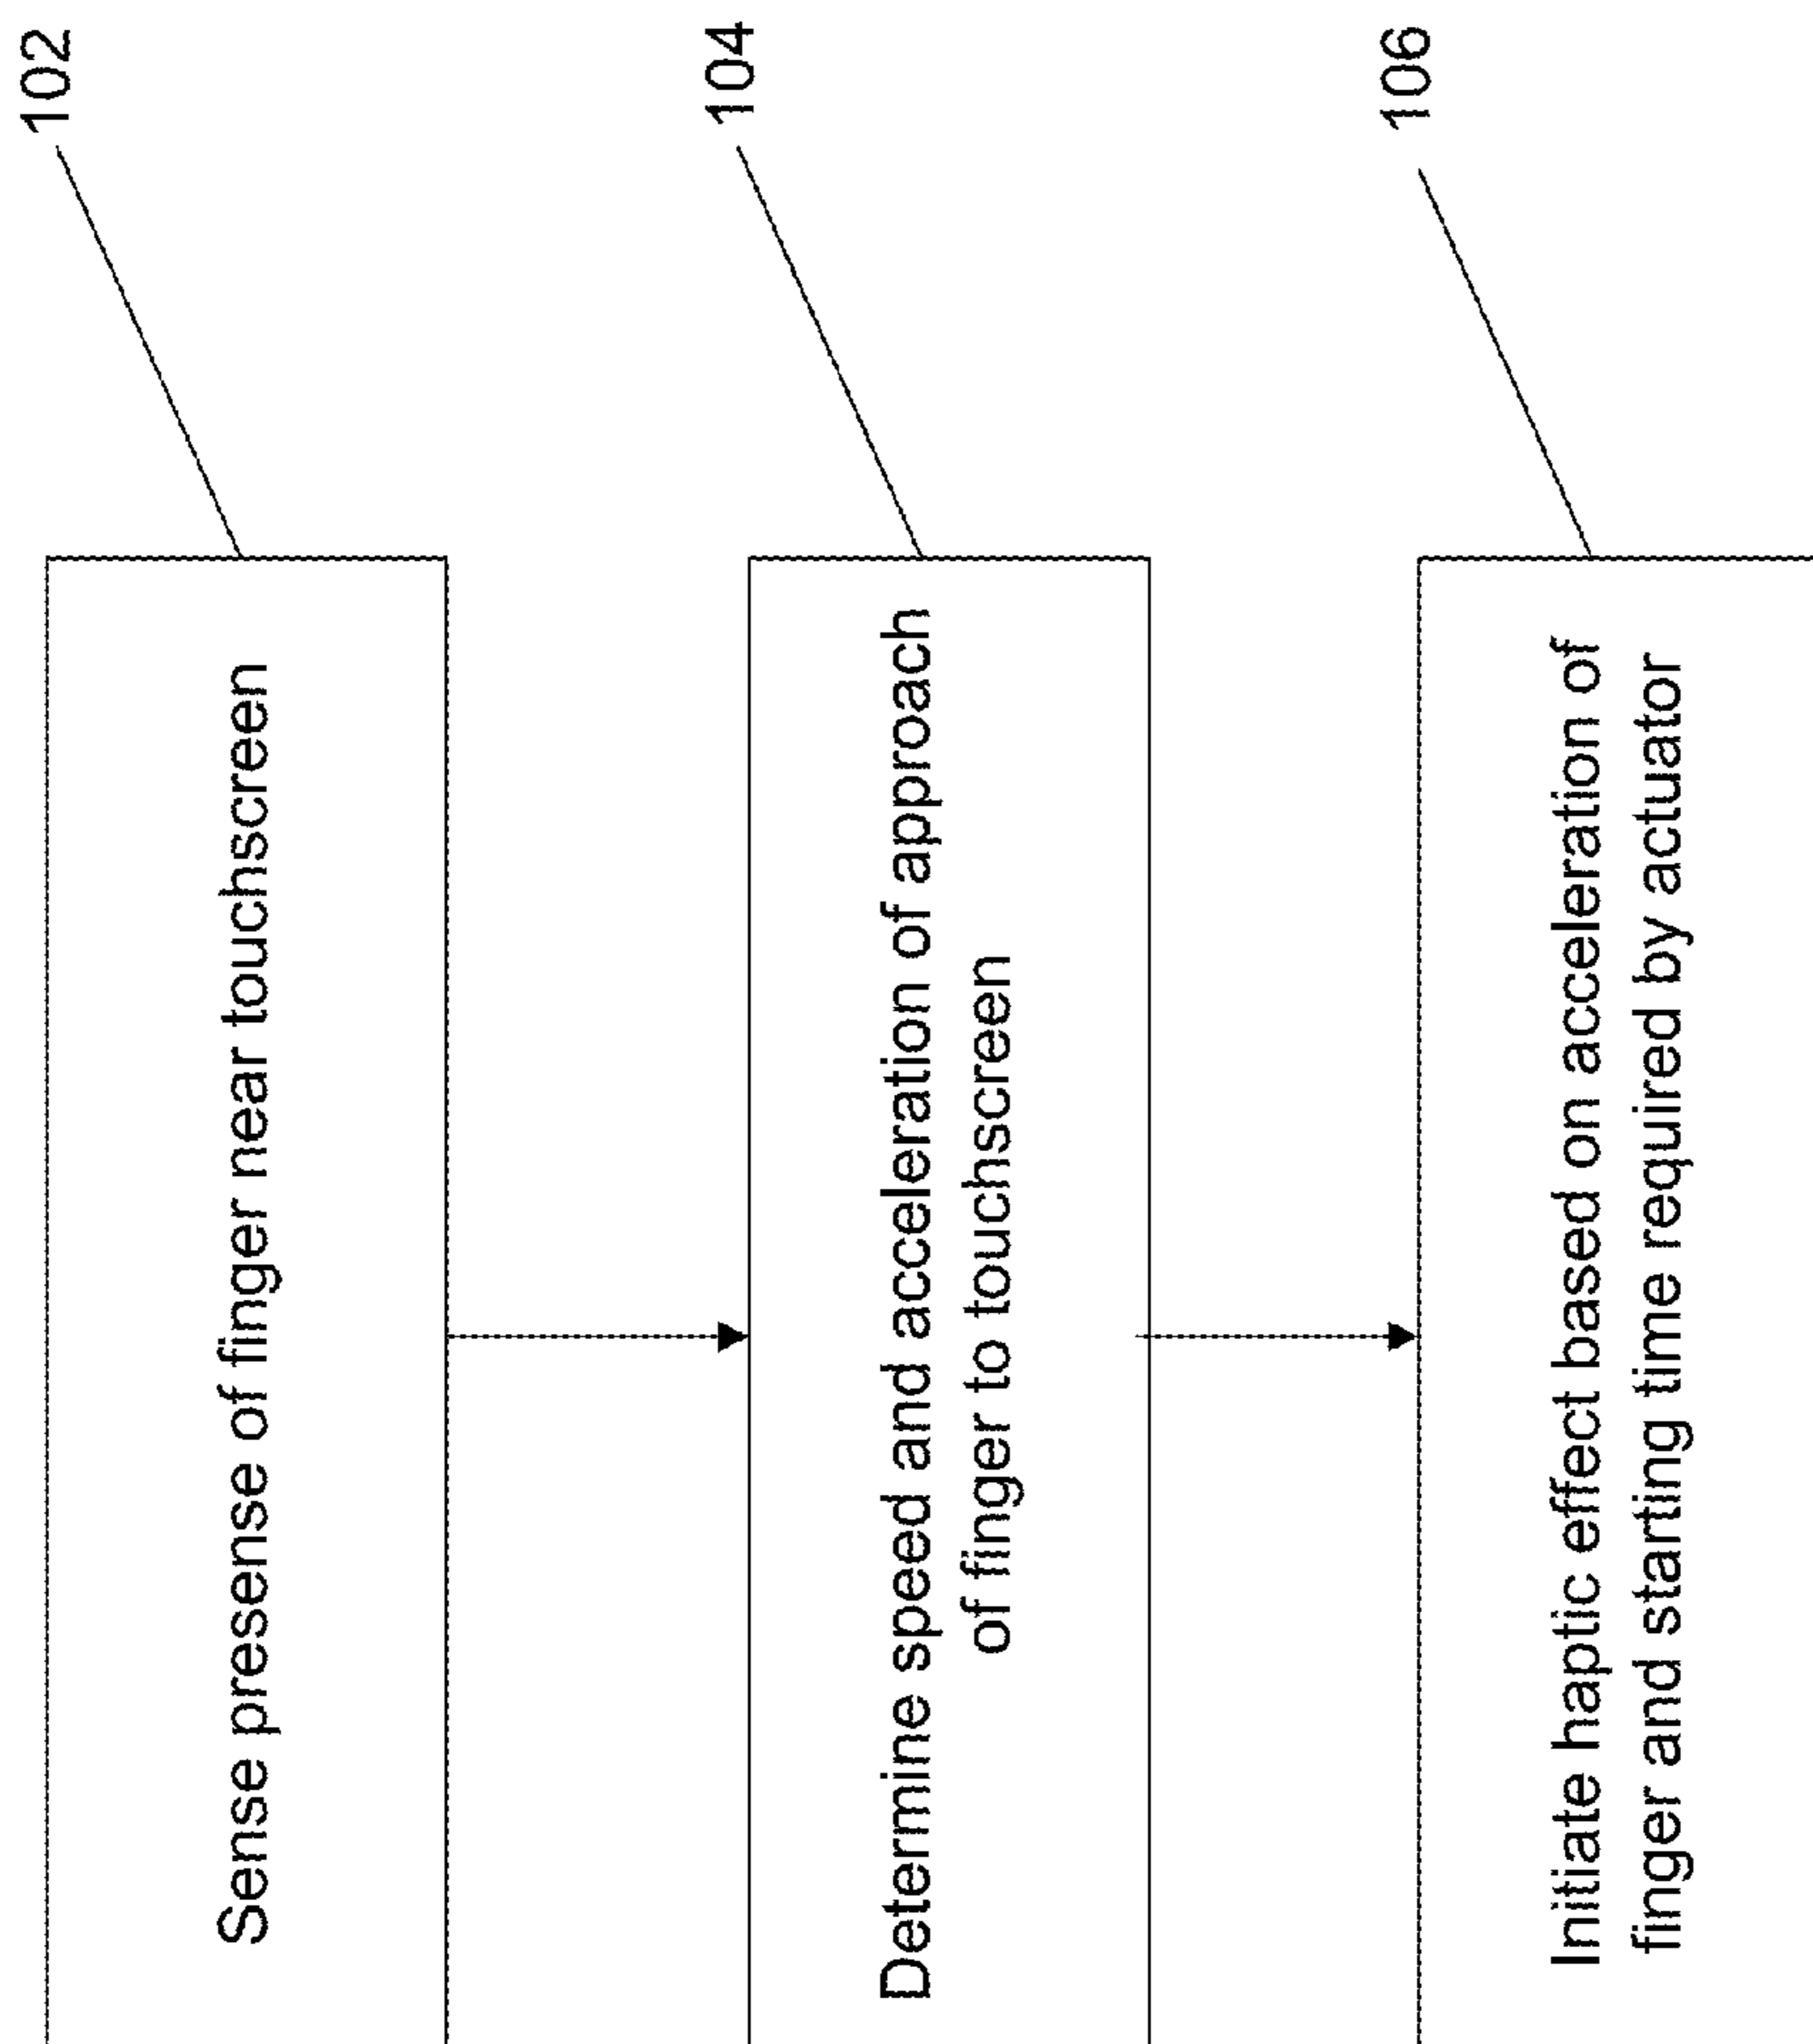 102
Sense presense of finger near touchscreen
104
Determine speed and acceleration of approach
of finger to touchscreen
106
Initiate haptic effect based on acceleration of
finger and starting time required by actuator